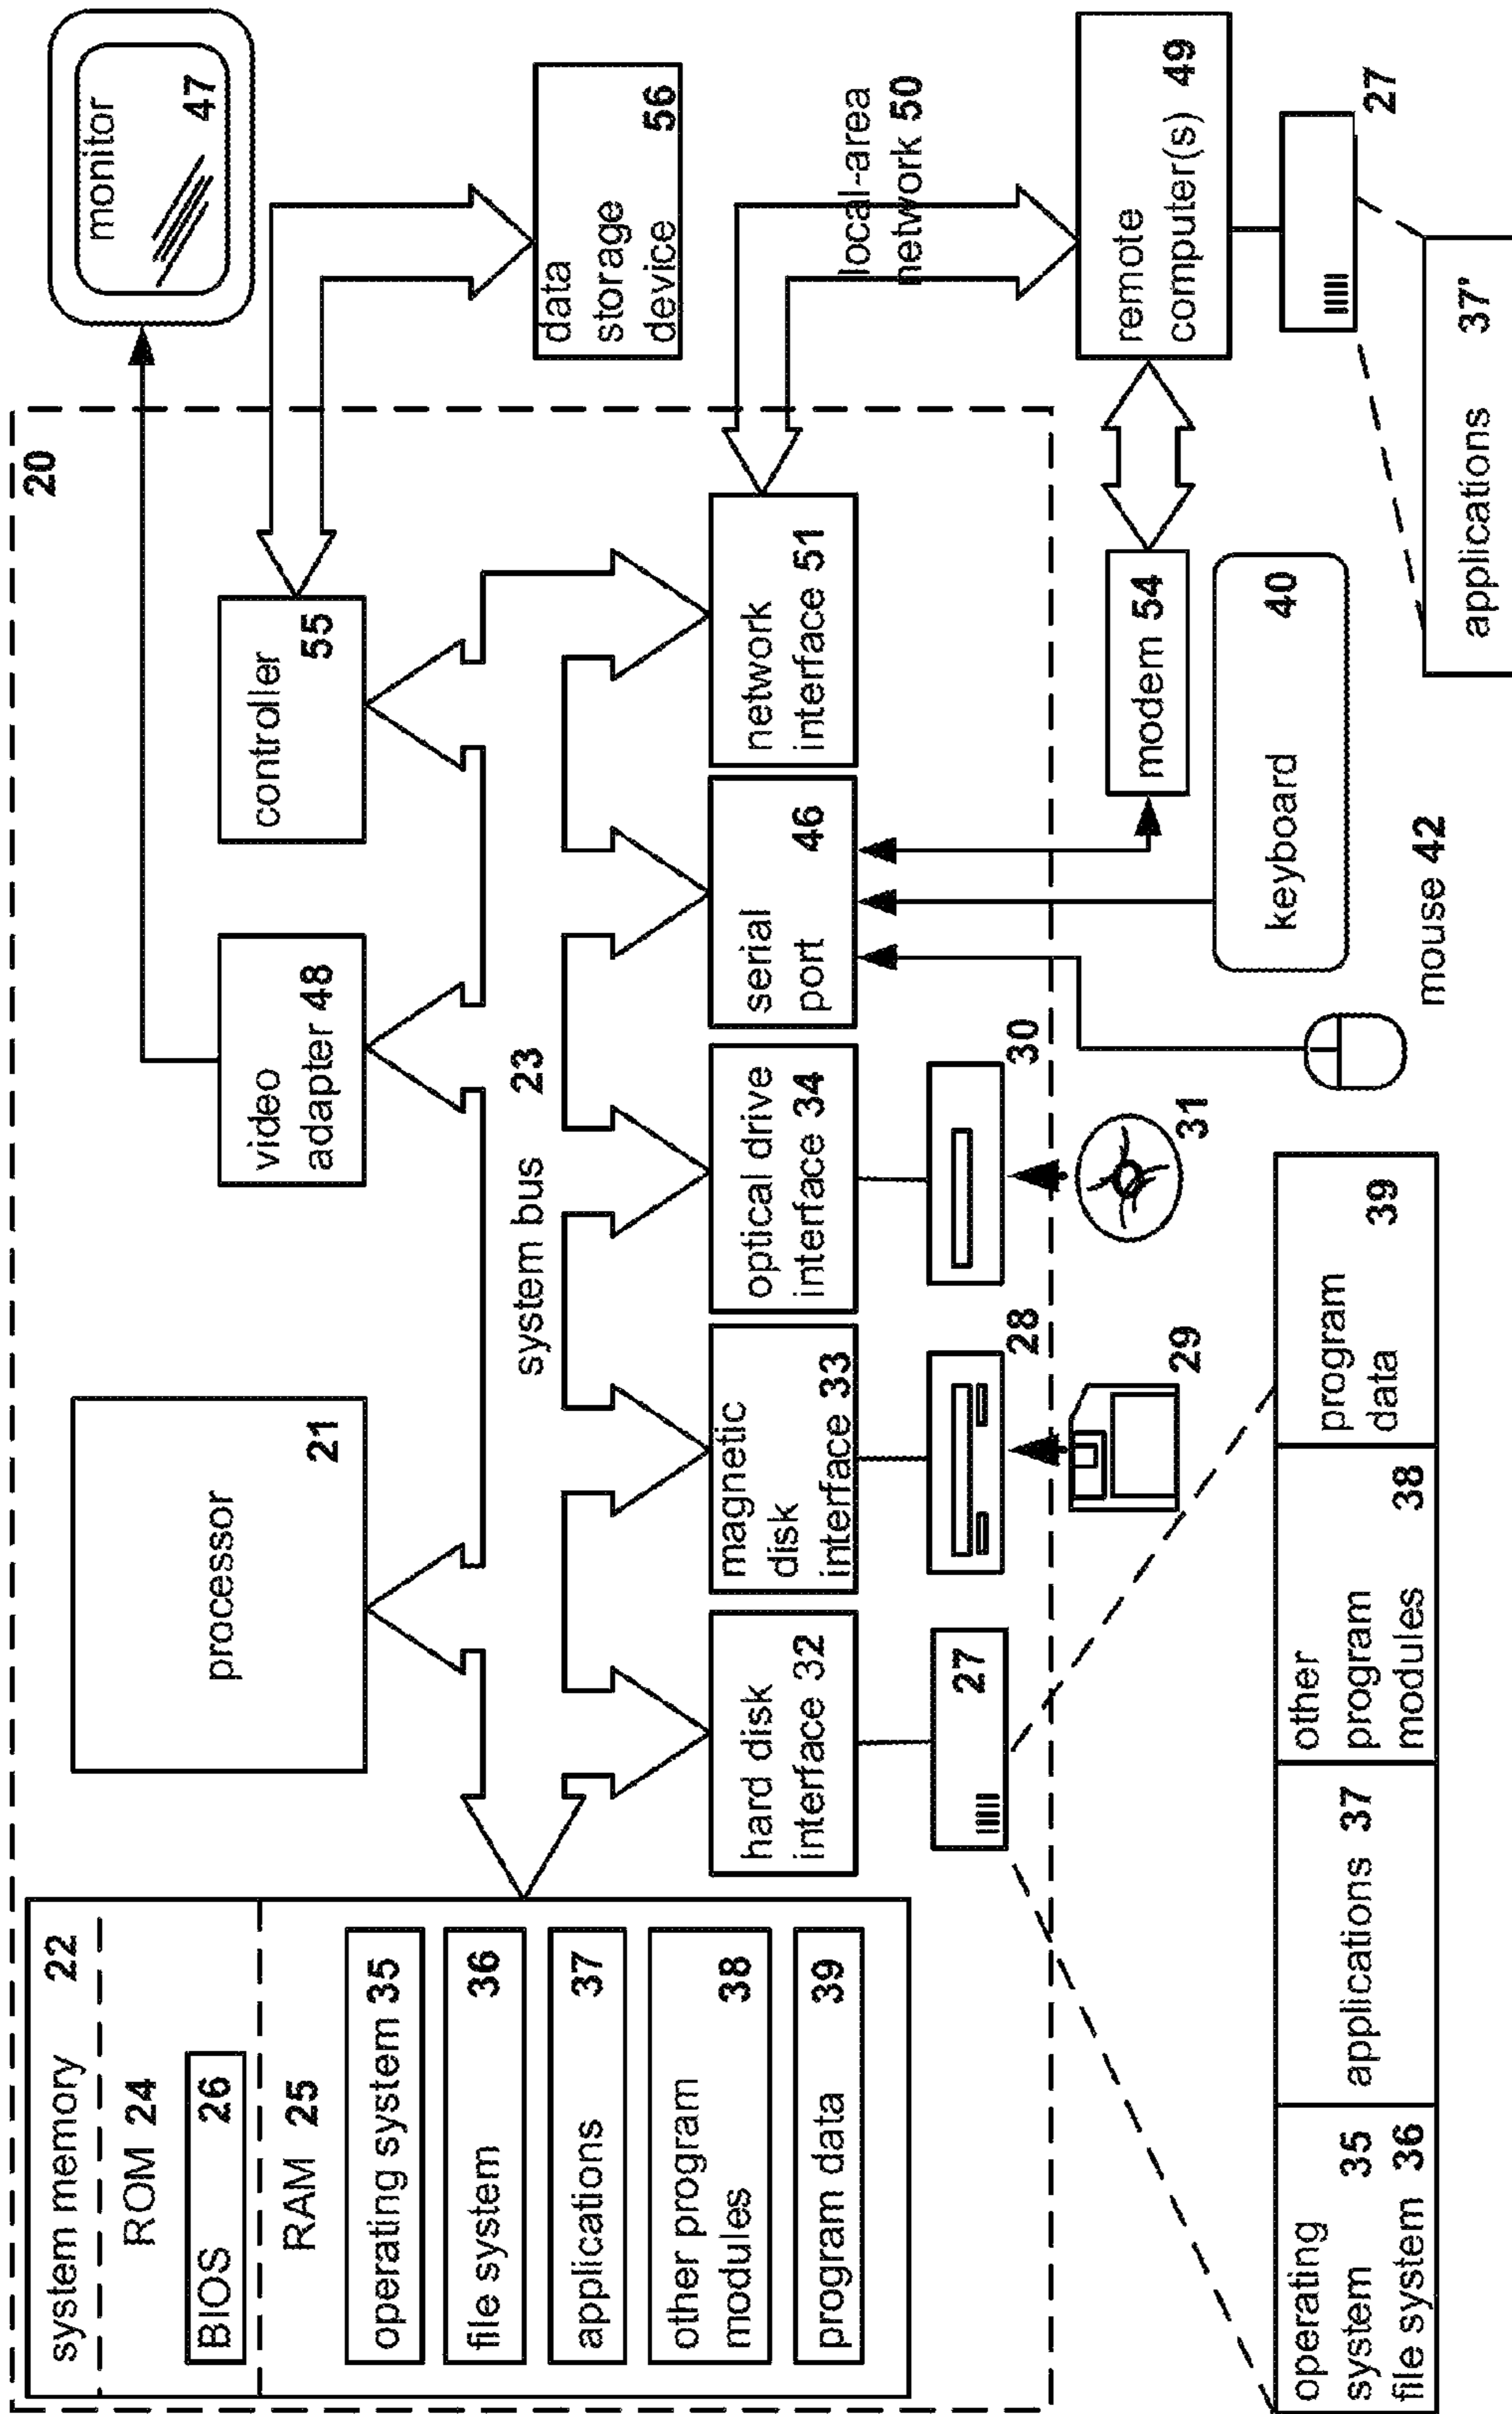 system memory 22
ROM 24
BIOS 26
RAM 25
operating system 35
file system 36
applications 37
other program
modules 38
program data 39
20
processor
21
video
adapter 48
controller
55
monitor
47
system bus 23
data
storage
device 56
hard disk
interface 32
magnetic
disk
interface 33
optical drive
interface 34
serial
port 46
network
interface 51
local-area
network 50
27
28
30
29
31
modem 54
remote
computer(s) 49
keyboard 40
mouse 42
27
operating
system 35
file system 36
applications 37
other
program
modules 38
program
data 39
applications 37'